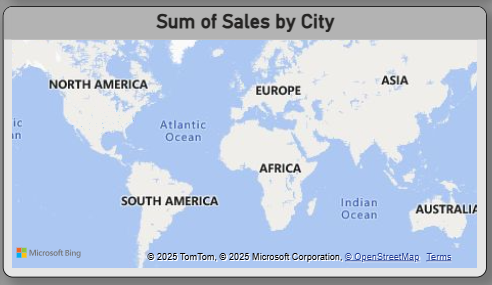 Sum of Sales by City
NORTH AMERICA
EUROPE
ASIA
Atlantic
Ocean
AFRICA
SOUTH AMERICA
Indian
Ocean
AUSTRALIA
Microsoft Bing
© 2025 TomTom, © 2025 Microsoft Corporation, © OpenStreetMap Terms